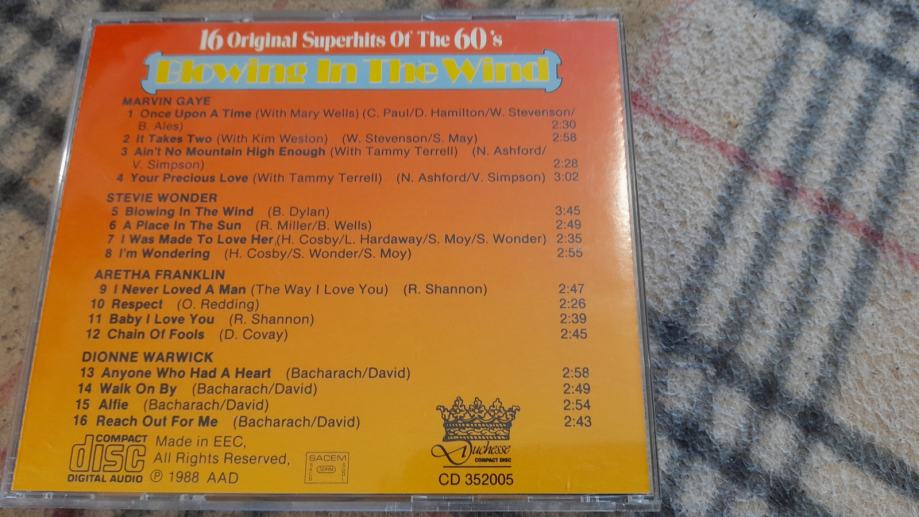 16 Original Superhits Of The 60's
Blowing In The Wind
MARVIN GAYE
1 Once Upon A Time (With Mary Wells) (C. Paul/D. Hamilton/W. Stevenson/
B. Ales) 2:30
2 It Takes Two (With Kim Weston) (W. Stevenson/S. May) 2:58
3 Ain't No Mountain High Enough (With Tammy Terrell) (N. Ashford/
V. Simpson) 2:28
4 Your Precious Love (With Tammy Terrell) (N. Ashford/V. Simpson) 3:02
STEVIE WONDER
5 Blowing In The Wind (B. Dylan) 3:45
6 A Place In The Sun (R. Miller/B. Wells) 2:49
7 I Was Made To Love Her (H. Cosby/L. Hardaway/S. Moy/S. Wonder) 2:35
8 I'm Wondering (H. Cosby/S. Wonder/S. Moy) 2:55
ARETHA FRANKLIN
9 I Never Loved A Man (The Way I Love You) (R. Shannon) 2:47
10 Respect (O. Redding) 2:26
11 Baby I Love You (R. Shannon) 2:39
12 Chain Of Fools (D. Covay) 2:45
DIONNE WARWICK
13 Anyone Who Had A Heart (Bacharach/David) 2:58
14 Walk On By (Bacharach/David) 2:49
15 Alfie (Bacharach/David) 2:54
16 Reach Out For Me (Bacharach/David) 2:43
COMPACT
disc
DIGITAL AUDIO
Made in EEC,
All Rights Reserved,
℗ 1988 AAD
SACEM
Duchesse
COMPACT DISC
CD 352005